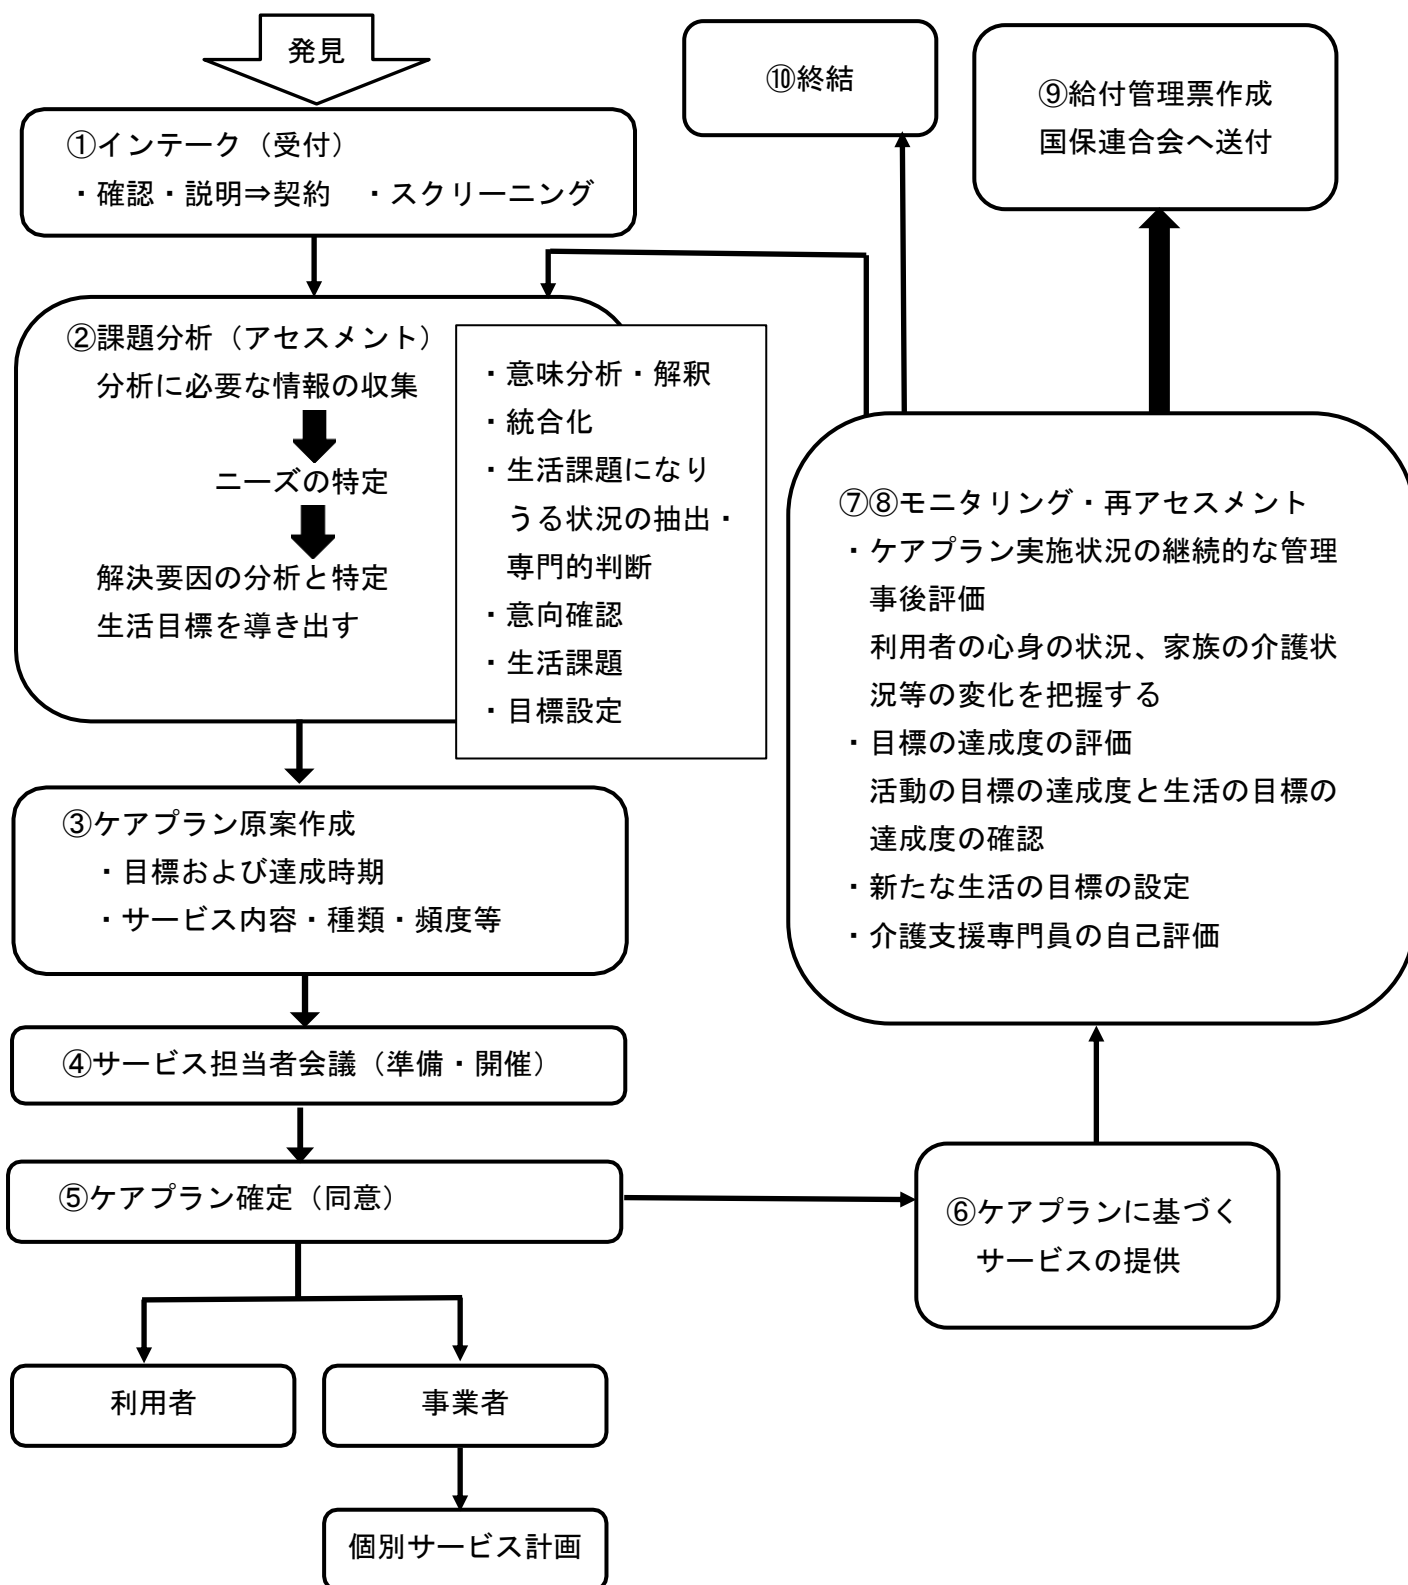 発見
①インテーク（受付）
・確認・説明⇒契約　・スクリーニング
②課題分析（アセスメント）
分析に必要な情報の収集
ニーズの特定
解決要因の分析と特定
生活目標を導き出す
・意味分析・解釈
・統合化
・生活課題になり
うる状況の抽出・
専門的判断
・意向確認
・生活課題
・目標設定
③ケアプラン原案作成
・目標および達成時期
・サービス内容・種類・頻度等
④サービス担当者会議（準備・開催）
⑤ケアプラン確定（同意）
利用者
事業者
個別サービス計画
⑥ケアプランに基づく
サービスの提供
⑦⑧モニタリング・再アセスメント
・ケアプラン実施状況の継続的な管理
事後評価
利用者の心身の状況、家族の介護状
況等の変化を把握する
・目標の達成度の評価
活動の目標の達成度と生活の目標の
達成度の確認
・新たな生活の目標の設定
・介護支援専門員の自己評価
⑨給付管理票作成
国保連合会へ送付
⑩終結